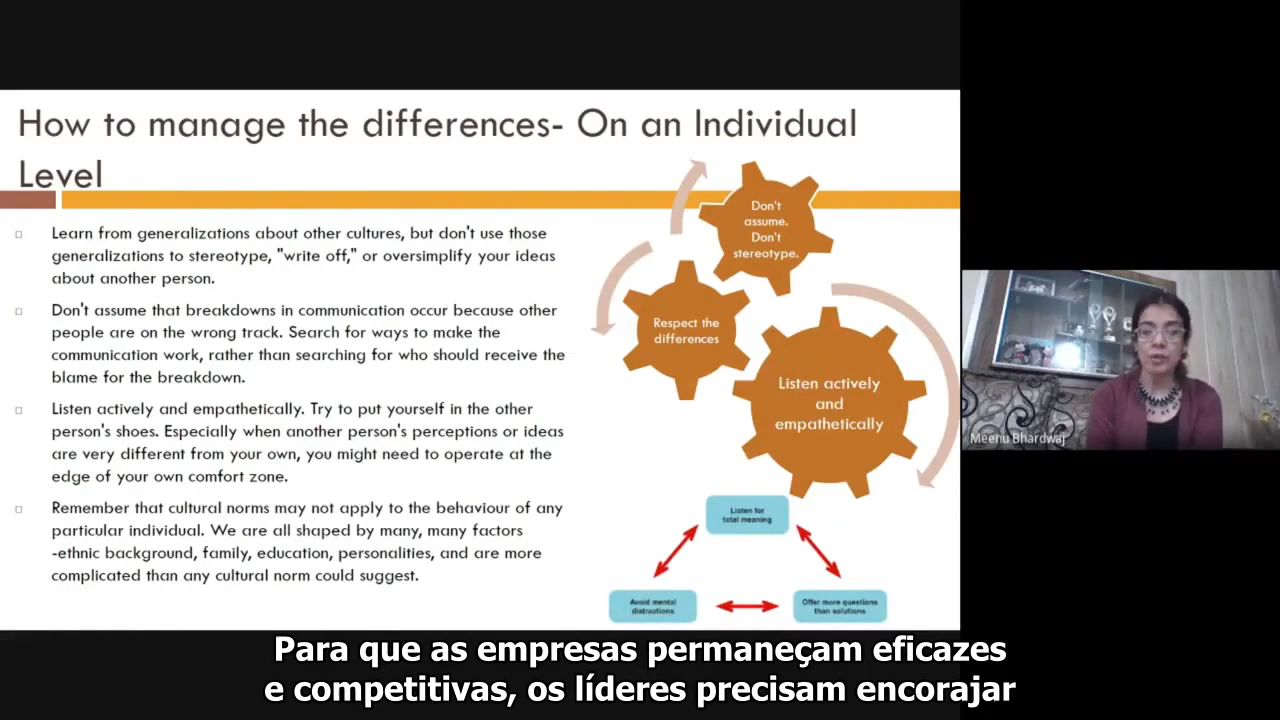 How to manage the differences- On an Individual
Level
Learn from generalizations about other cultures, but don't use those
generalizations to stereotype, "write off," or oversimplify your ideas
about another person.
Don't assume that breakdowns in communication occur because other
people are on the wrong track. Search for ways to make the
communication work, rather than searching for who should receive the
blame for the breakdown.
Listen actively and empathetically. Try to put yourself in the other
person's shoes. Especially when another person's perceptions or ideas
are very different from your own, you might need to operate at the
edge of your own comfort zone.
Remember that cultural norms may not apply to the behaviour of any
particular individual. We are all shaped by many, many factors
-ethnic background, family, education, personalities, and are more
complicated than any cultural norm could suggest.
Don't
assume.
Don't
stereotype.
Respect the
differences
Listen actively
and
empathetically
Listen for
total meaning
Avoid mental
distractions
Offer more questions
than solutions
Meenu Bhardwaj
Para que as empresas permaneçam eficazes
e competitivas, os líderes precisam encorajar